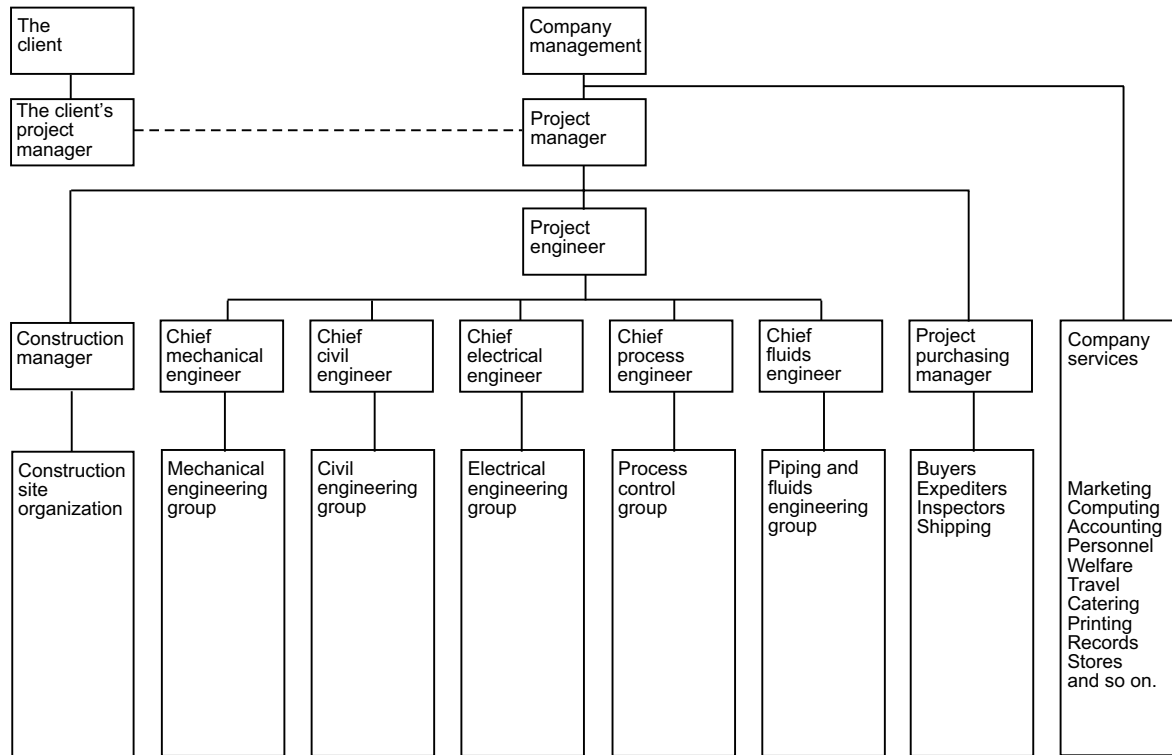 The
client
Company
management
The client's
project
manager
Project
manager
Project
engineer
Construction
manager
Chief
mechanical
engineer
Chief
civil
engineer
Chief
electrical
engineer
Chief
process
engineer
Chief
fluids
engineer
Project
purchasing
manager
Company
services
Construction
site
organization
Mechanical
engineering
group
Civil
engineering
group
Electrical
engineering
group
Process
control
group
Piping and
fluids
engineering
group
Buyers
Expediters
Inspectors
Shipping
Marketing
Computing
Accounting
Personnel
Welfare
Travel
Catering
Printing
Records
Stores
and so on.